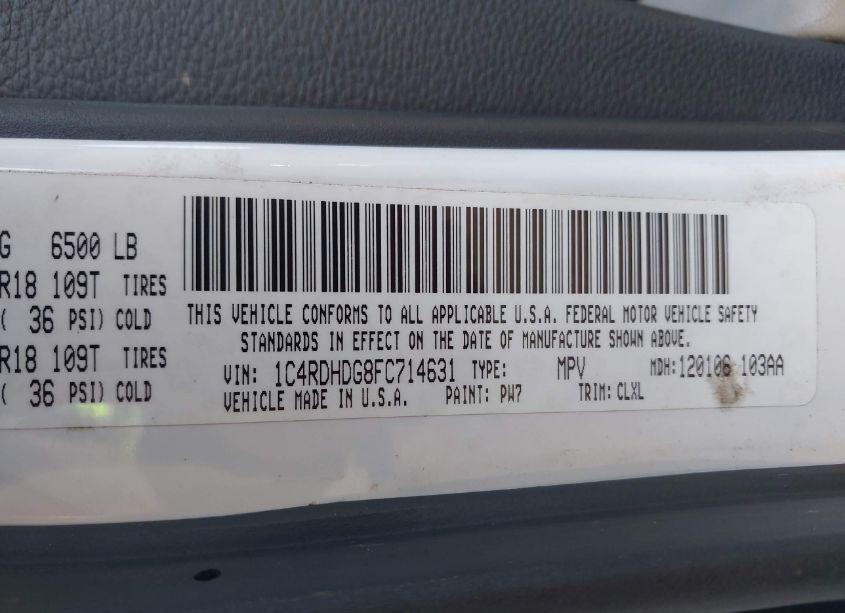 G 6500 LB
R18 109T TIRES
( 36 PSI) COLD
R18 109T TIRES
( 36 PSI) COLD
THIS VEHICLE CONFORMS TO ALL APPLICABLE U.S.A. FEDERAL MOTOR VEHICLE SAFETY
STANDARDS IN EFFECT ON THE DATE OF MANUFACTURE SHOWN ABOVE.
VIN: 1C4RDHDG8FC714631 TYPE: MPV MDH:120106 103AA
VEHICLE MADE IN U.S.A. PAINT: PW7 TRIM: CLXL